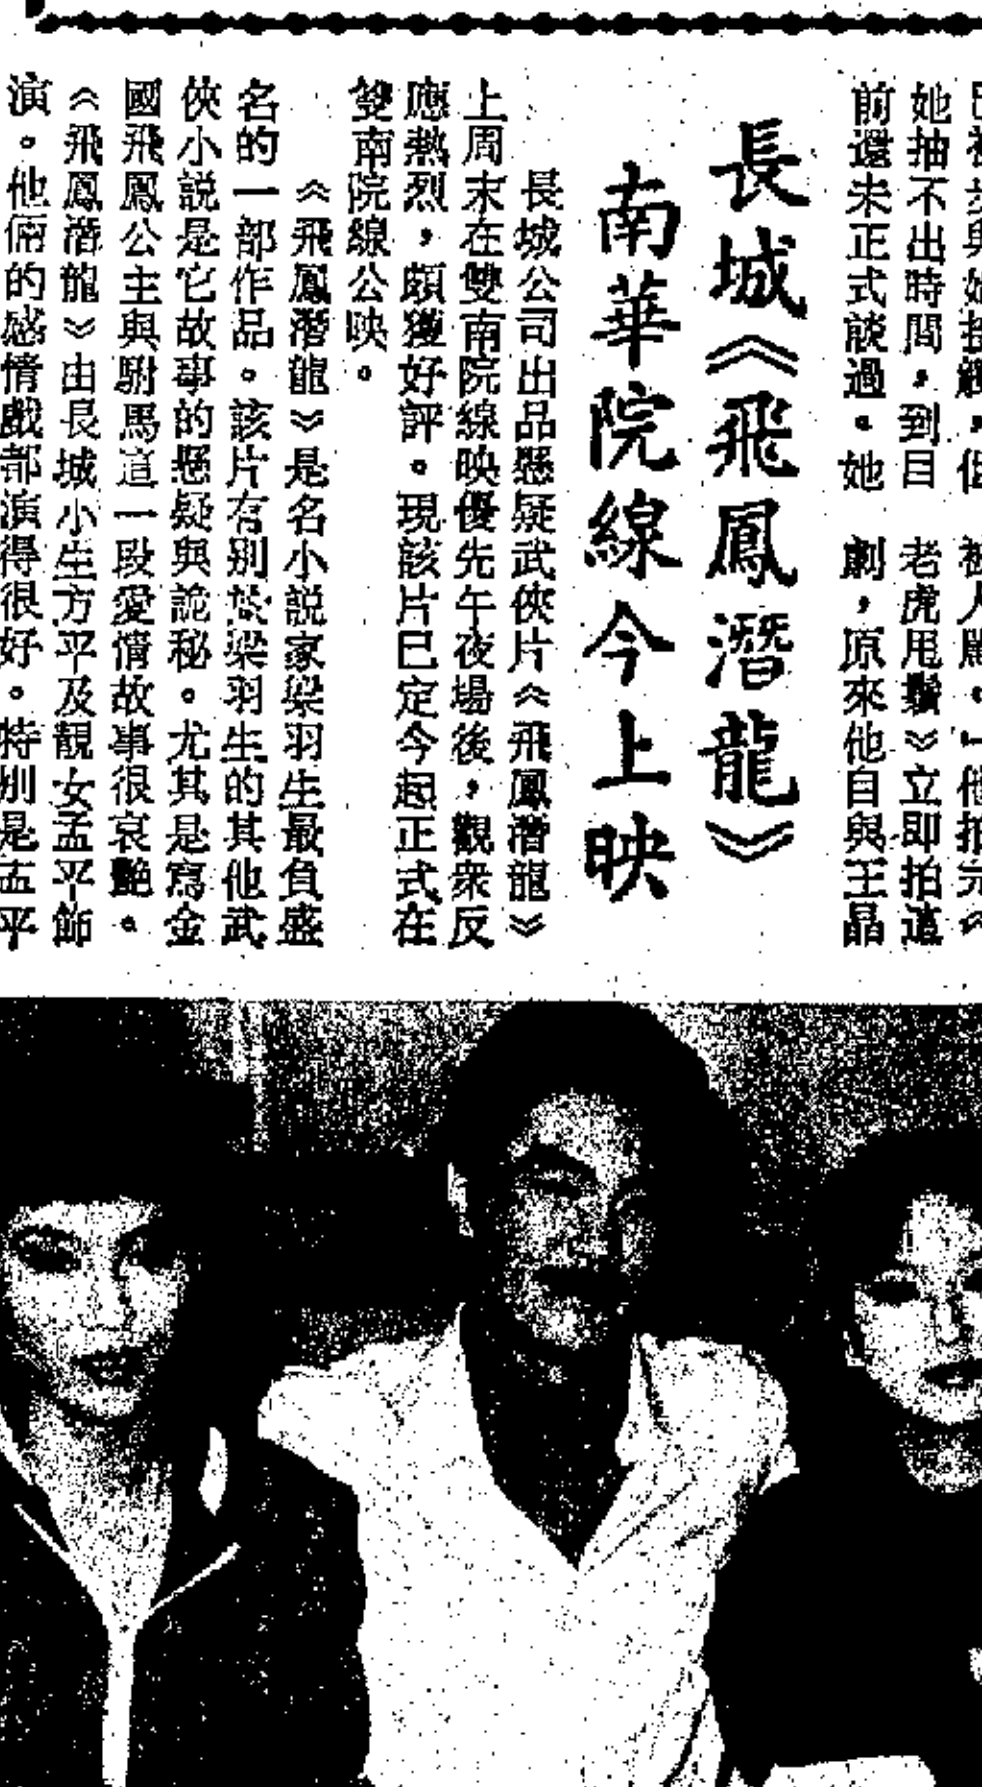 她抽不出時間，到目
前還未正式談過。她
老虎甩鬚》立即拍這
劇，原來他自與王晶
長城《飛鳳潛龍》
南華院線今上映
長城公司出品懸疑武俠片《飛鳳潛龍》
上周末在雙南院線映優先午夜場後，觀衆反
應熱烈，頗獲好評。現該片已定今起正式在
雙南院線公映。
《飛鳳潛龍》是名小説家梁羽生最負盛
名的一部作品。該片有别於梁羽生的其他武
俠小説是它故事的懸疑與詭秘。尤其是寫金
國飛鳳公主與駙馬這一段愛情故事很哀艷。
《飛鳳潛龍》由長城小生方平及靚女孟平飾
演。他倆的感情戲都演得很好。特别是孟平